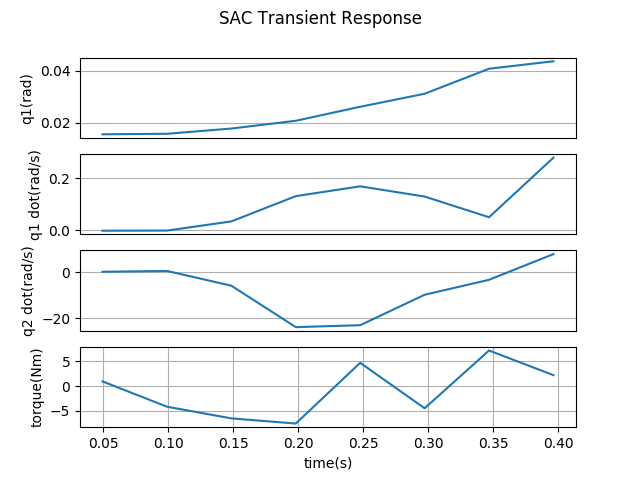 SAC Transient Response
q1(rad)
0.04
0.02
q1 dot(rad/s)
0.2
0.0
q2 dot(rad/s)
0
−20
torque(Nm)
5
0
−5
0.05 0.10 0.15 0.20 0.25 0.30 0.35 0.40
time(s)